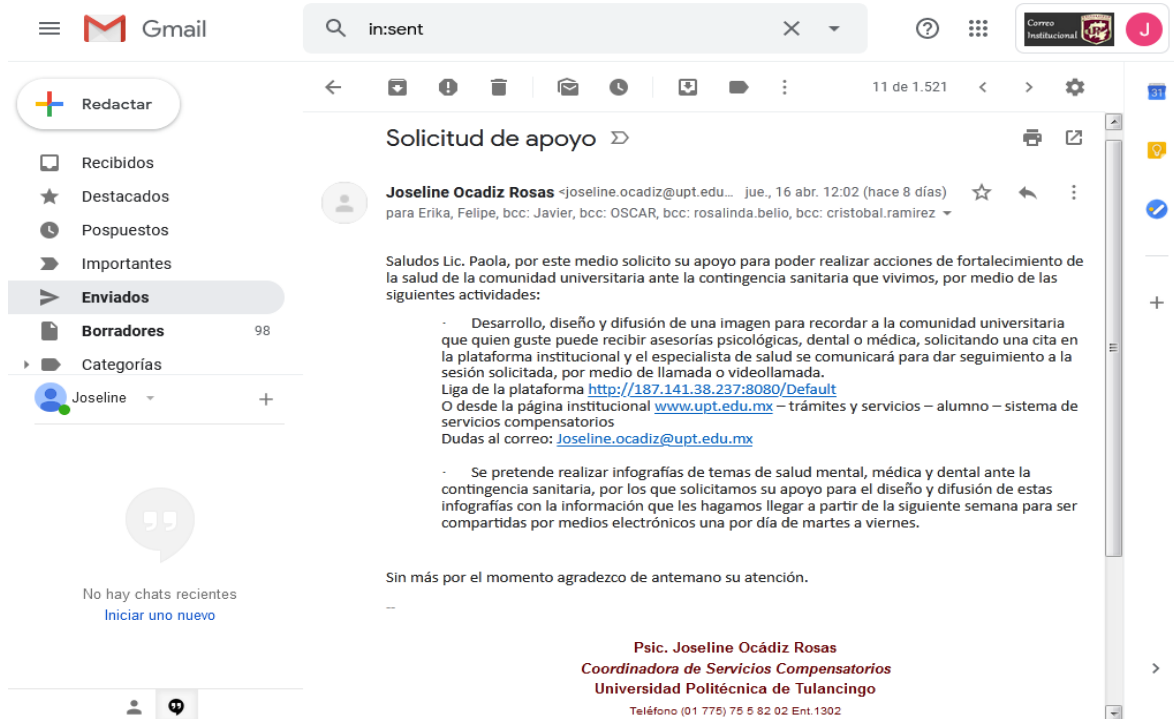 Gmail
in:sent
Correo
Institucional
J
Redactar
11 de 1.521
31
Recibidos
Destacados
Pospuestos
Importantes
Enviados
Borradores 98
Categorías
Joseline
No hay chats recientes
Iniciar uno nuevo
Solicitud de apoyo
Joseline Ocadiz Rosas <joseline.ocadiz@upt.edu... jue., 16 abr. 12:02 (hace 8 días)
para Erika, Felipe, bcc: Javier, bcc: OSCAR, bcc: rosalinda.belio, bcc: cristobal.ramirez
Saludos Lic. Paola, por este medio solicito su apoyo para poder realizar acciones de fortalecimiento de
la salud de la comunidad universitaria ante la contingencia sanitaria que vivimos, por medio de las
siguientes actividades:
· Desarrollo, diseño y difusión de una imagen para recordar a la comunidad universitaria
que quien guste puede recibir asesorías psicológicas, dental o médica, solicitando una cita en
la plataforma institucional y el especialista de salud se comunicará para dar seguimiento a la
sesión solicitada, por medio de llamada o videollamada.
Liga de la plataforma http://187.141.38.237:8080/Default
O desde la página institucional www.upt.edu.mx – trámites y servicios – alumno – sistema de
servicios compensatorios
Dudas al correo: Joseline.ocadiz@upt.edu.mx
· Se pretende realizar infografías de temas de salud mental, médica y dental ante la
contingencia sanitaria, por los que solicitamos su apoyo para el diseño y difusión de estas
infografías con la información que les hagamos llegar a partir de la siguiente semana para ser
compartidas por medios electrónicos una por día de martes a viernes.
Sin más por el momento agradezco de antemano su atención.
--
Psic. Joseline Ocádiz Rosas
Coordinadora de Servicios Compensatorios
Universidad Politécnica de Tulancingo
Teléfono (01 775) 75 5 82 02 Ent.1302